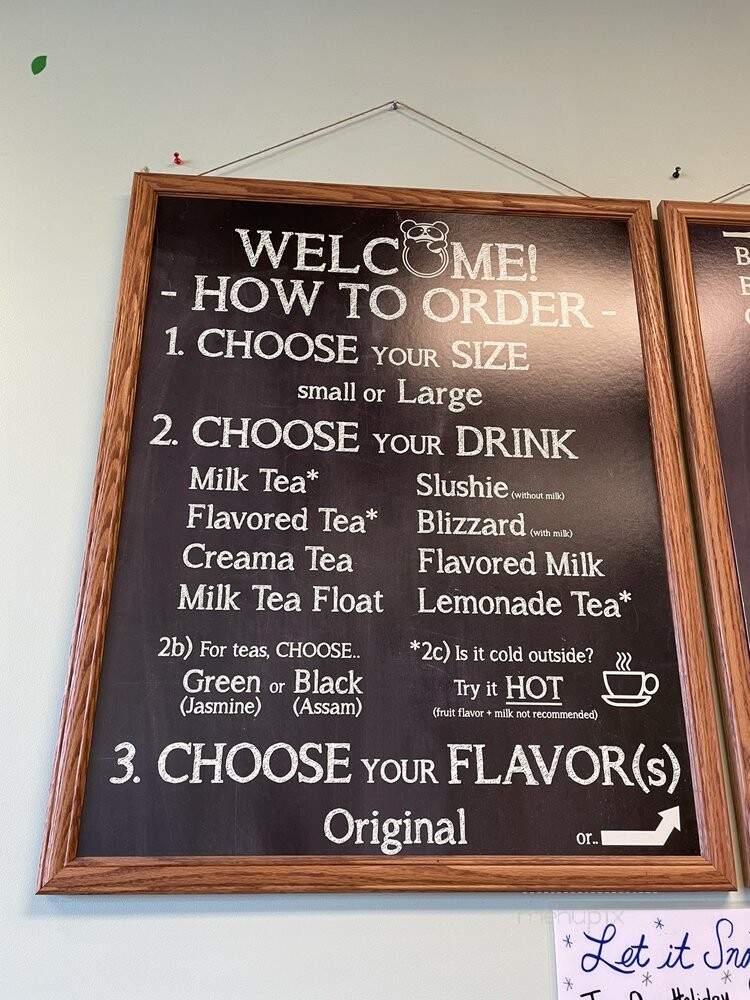 WELCOME!
- HOW TO ORDER -
1. CHOOSE YOUR SIZE
small or Large
2. CHOOSE YOUR DRINK
Milk Tea*
Flavored Tea*
Creama Tea
Milk Tea Float
Slushie (without milk)
Blizzard (with milk)
Flavored Milk
Lemonade Tea*
2b) For teas, CHOOSE..
Green or Black
(Jasmine) (Assam)
*2c) Is it cold outside?
Try it HOT
(fruit flavor + milk not recommended)
3. CHOOSE YOUR FLAVOR(s)
Original
or..
menupix
Let it Sno
Holiday